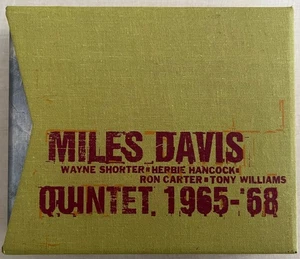 MILES DAVIS
WAYNE SHORTER ▪ HERBIE HANCOCK ▪
RON CARTER ▪ TONY WILLIAMS
QUINTET. 1965-'68